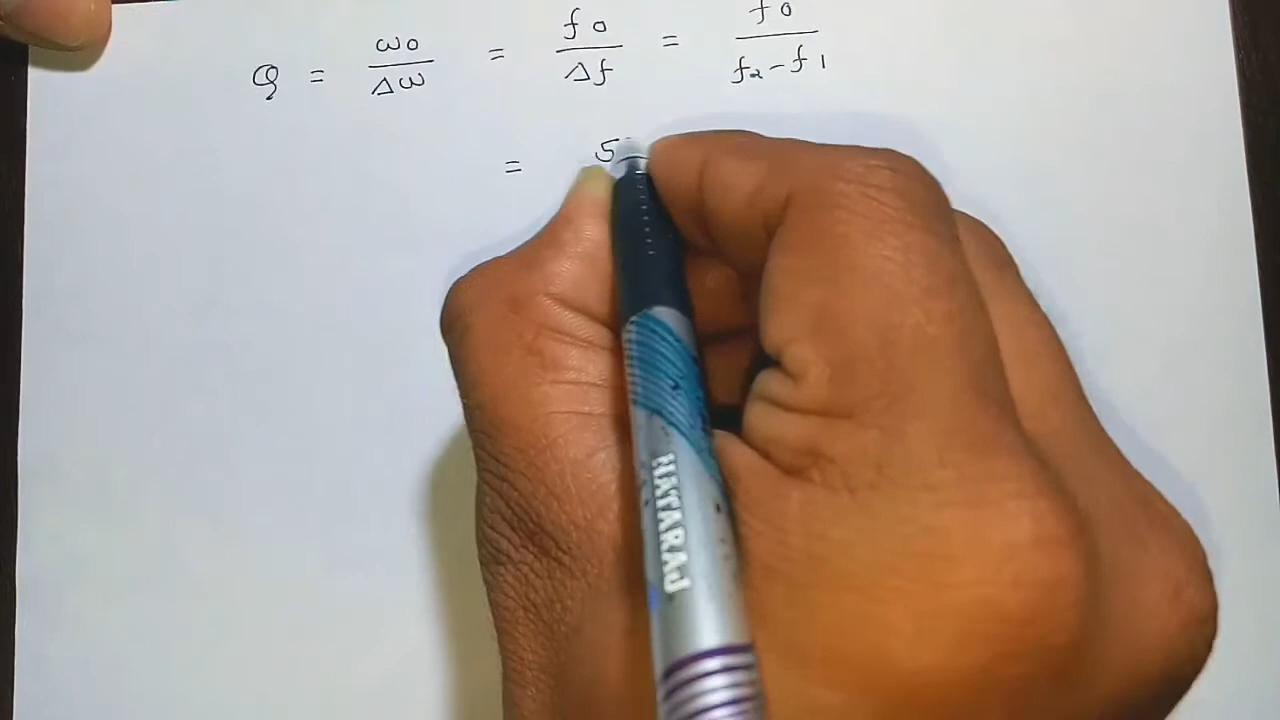 Q = ω0 / Δω = f0 / Δf = f0 / f2 - f1
= 5
NATARAJ